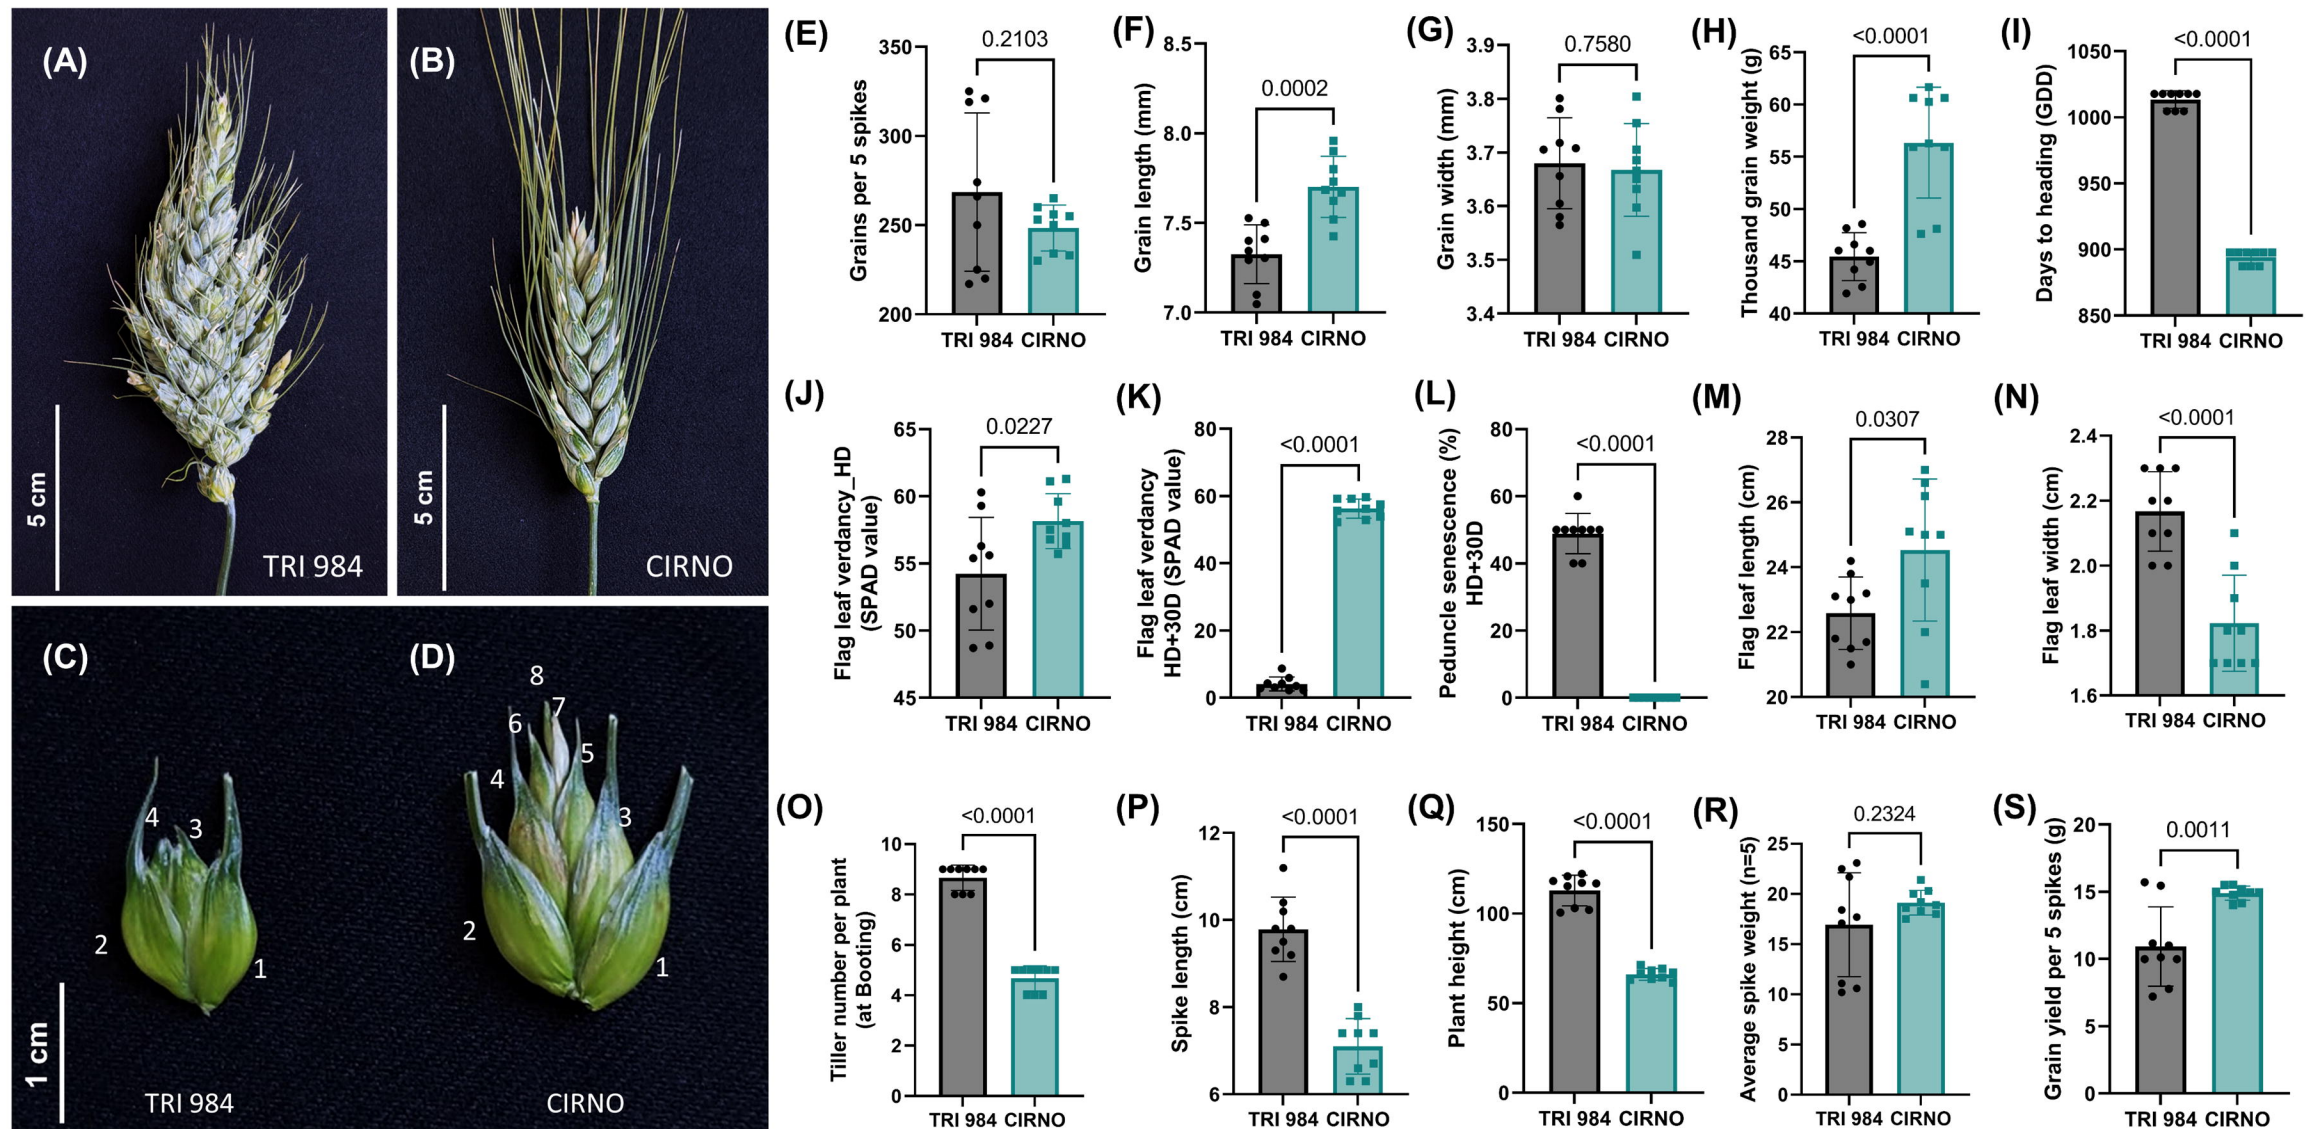 (A)
5 cm
TRI 984
(B)
5 cm
CIRNO
(C)
4
3
2
1
1 cm
TRI 984
(D)
8
7
6
5
4
3
2
1
CIRNO
(E)
0.2103
Grains per 5 spikes
350
300
250
200
TRI 984 CIRNO
(F)
0.0002
Grain length (mm)
8.5
8.0
7.5
7.0
TRI 984 CIRNO
(G)
0.7580
Grain width (mm)
3.9
3.8
3.7
3.6
3.5
3.4
TRI 984 CIRNO
(H)
<0.0001
Thousand grain weight (g)
65
60
55
50
45
40
TRI 984 CIRNO
(I)
<0.0001
Days to heading (GDD)
1050
1000
950
900
850
TRI 984 CIRNO
(J)
0.0227
Flag leaf verdancy_HD
(SPAD value)
65
60
55
50
45
TRI 984 CIRNO
(K)
<0.0001
Flag leaf verdancy
HD+30D (SPAD value)
80
60
40
20
0
TRI 984 CIRNO
(L)
<0.0001
Peduncle senescence (%)
HD+30D
80
60
40
20
0
TRI 984 CIRNO
(M)
0.0307
Flag leaf length (cm)
28
26
24
22
20
TRI 984 CIRNO
(N)
<0.0001
Flag leaf width (cm)
2.4
2.2
2.0
1.8
1.6
TRI 984 CIRNO
(O)
<0.0001
Tiller number per plant
(at Booting)
10
8
6
4
2
0
TRI 984 CIRNO
(P)
<0.0001
Spike length (cm)
12
10
8
6
TRI 984 CIRNO
(Q)
<0.0001
Plant height (cm)
150
100
50
0
TRI 984 CIRNO
(R)
0.2324
Average spike weight (n=5)
25
20
15
10
5
0
TRI 984 CIRNO
(S)
0.0011
Grain yield per 5 spikes (g)
20
15
10
5
0
TRI 984 CIRNO